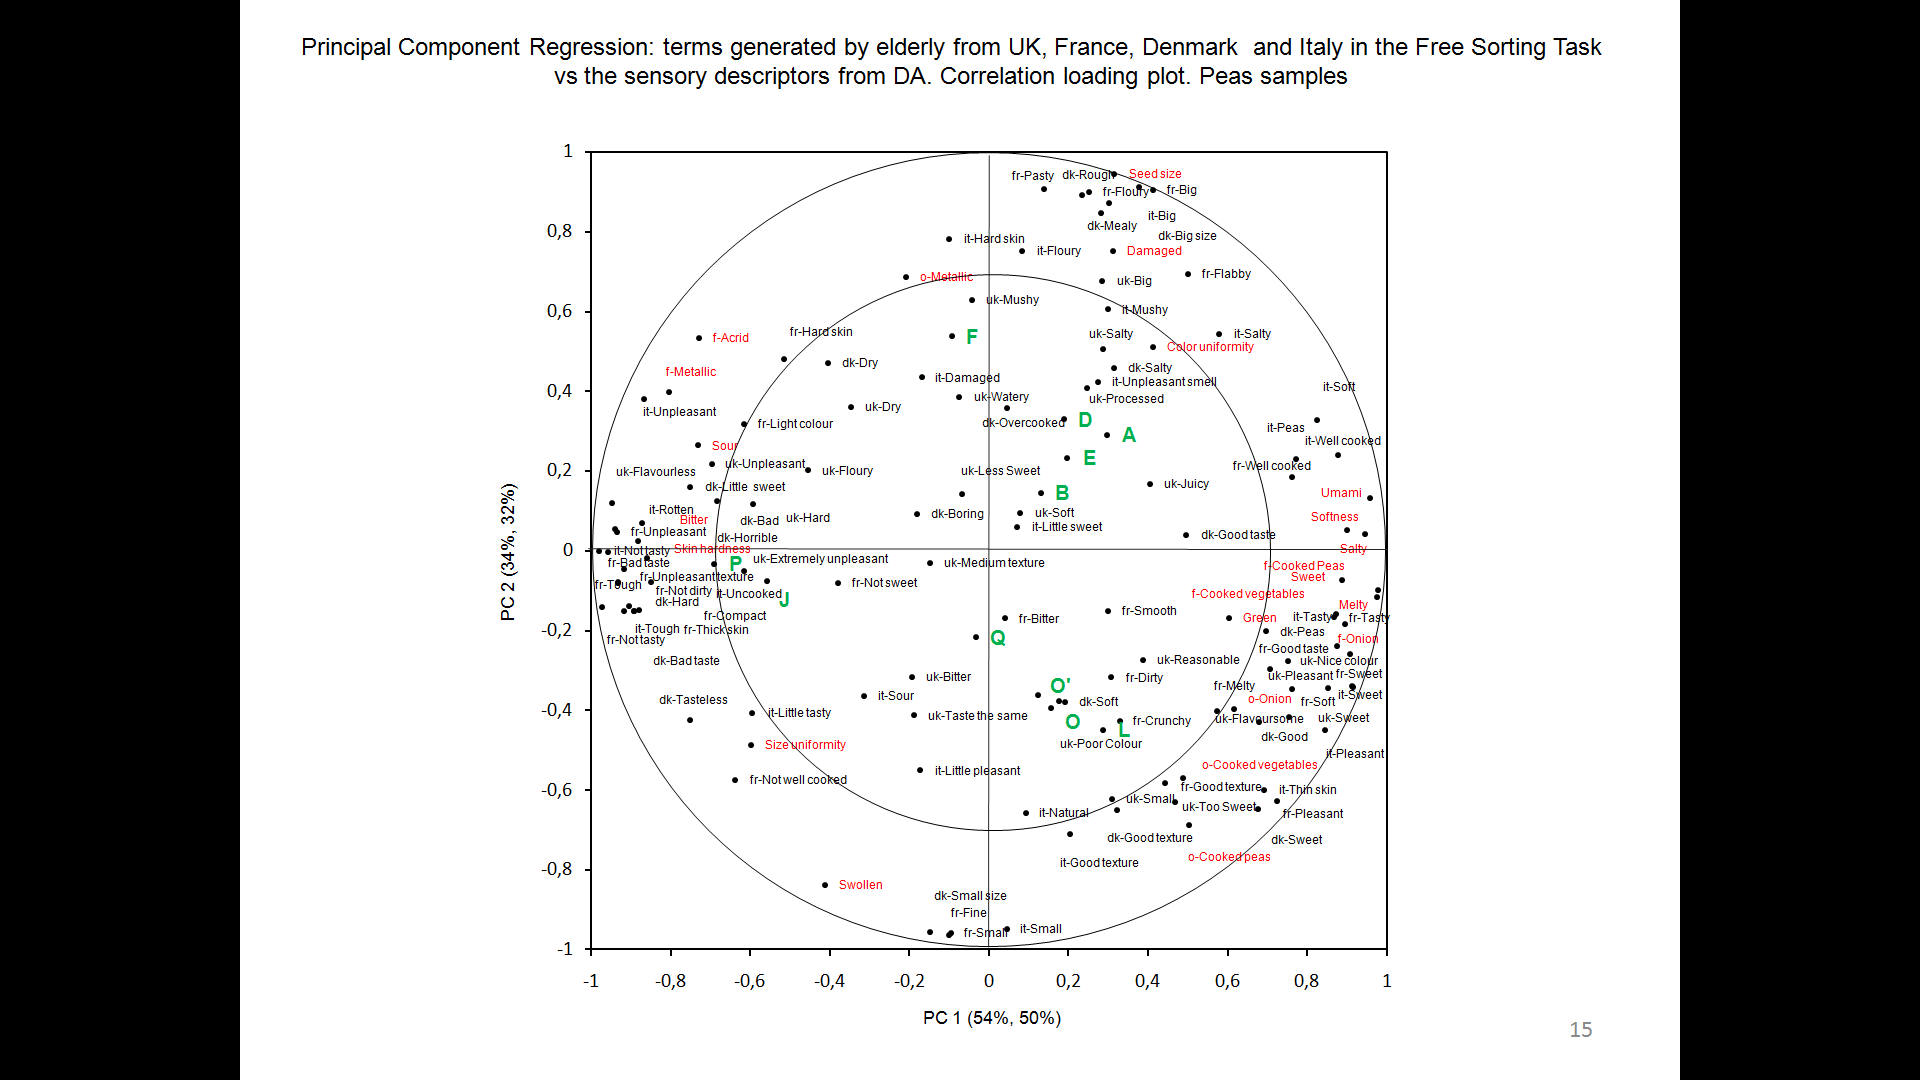 Principal Component Regression: terms generated by elderly from UK, France, Denmark and Italy in the Free Sorting Task
vs the sensory descriptors from DA. Correlation loading plot. Peas samples
1
fr-Pasty
dk-Rough
Seed size
fr-Floury
fr-Big
it-Big
dk-Mealy
0,8
dk-Big size
it-Hard skin
it-Floury
Damaged
o-Metallic
fr-Flabby
uk-Big
uk-Mushy
0,6
it-Mushy
fr-Hard skin
uk-Salty
it-Salty
f-Acrid
F
Color uniformity
dk-Dry
dk-Salty
f-Metallic
it-Damaged
it-Unpleasant smell
0,4
it-Soft
uk-Watery
uk-Processed
uk-Dry
it-Unpleasant
fr-Light colour
dk-Overcooked
D
A
it-Peas
it-Well cooked
Sour
E
uk-Unpleasant
fr-Well cooked
uk-Flavourless
uk-Floury
uk-Less Sweet
0,2
uk-Juicy
dk-Little sweet
B
Umami
it-Rotten
dk-Boring
uk-Soft
Softness
Bitter
dk-Bad
uk-Hard
it-Little sweet
fr-Unpleasant
dk-Horrible
dk-Good taste
0
it-Not tasty
Skin hardness
Salty
fr-Bad taste
P
uk-Extremely unpleasant
uk-Medium texture
f-Cooked Peas
fr-Unpleasant texture
Sweet
fr-Tough
fr-Not dirty
it-Uncooked
fr-Not sweet
f-Cooked vegetables
dk-Hard
J
Melty
fr-Compact
fr-Bitter
fr-Smooth
Green
it-Tasty
fr-Tasty
-0,2
it-Tough
fr-Thick skin
dk-Peas
fr-Not tasty
Q
f-Onion
fr-Good taste
dk-Bad taste
uk-Reasonable
uk-Nice colour
uk-Bitter
fr-Dirty
uk-Pleasant
fr-Sweet
O'
fr-Melty
dk-Tasteless
it-Sour
dk-Soft
o-Onion
fr-Soft
it-Sweet
-0,4
it-Little tasty
uk-Taste the same
O
fr-Crunchy
uk-Flavoursome
uk-Sweet
L
dk-Good
Size uniformity
uk-Poor Colour
it-Pleasant
fr-Not well cooked
it-Little pleasant
o-Cooked vegetables
-0,6
fr-Good texture
it-Thin skin
uk-Small
uk-Too Sweet
it-Natural
fr-Pleasant
dk-Good texture
dk-Sweet
it-Good texture
o-Cooked peas
-0,8
Swollen
dk-Small size
fr-Fine
fr-Small
it-Small
-1
-1
-0,8
-0,6
-0,4
-0,2
0
0,2
0,4
0,6
0,8
1
PC 2 (34%, 32%)
PC 1 (54%, 50%)
15